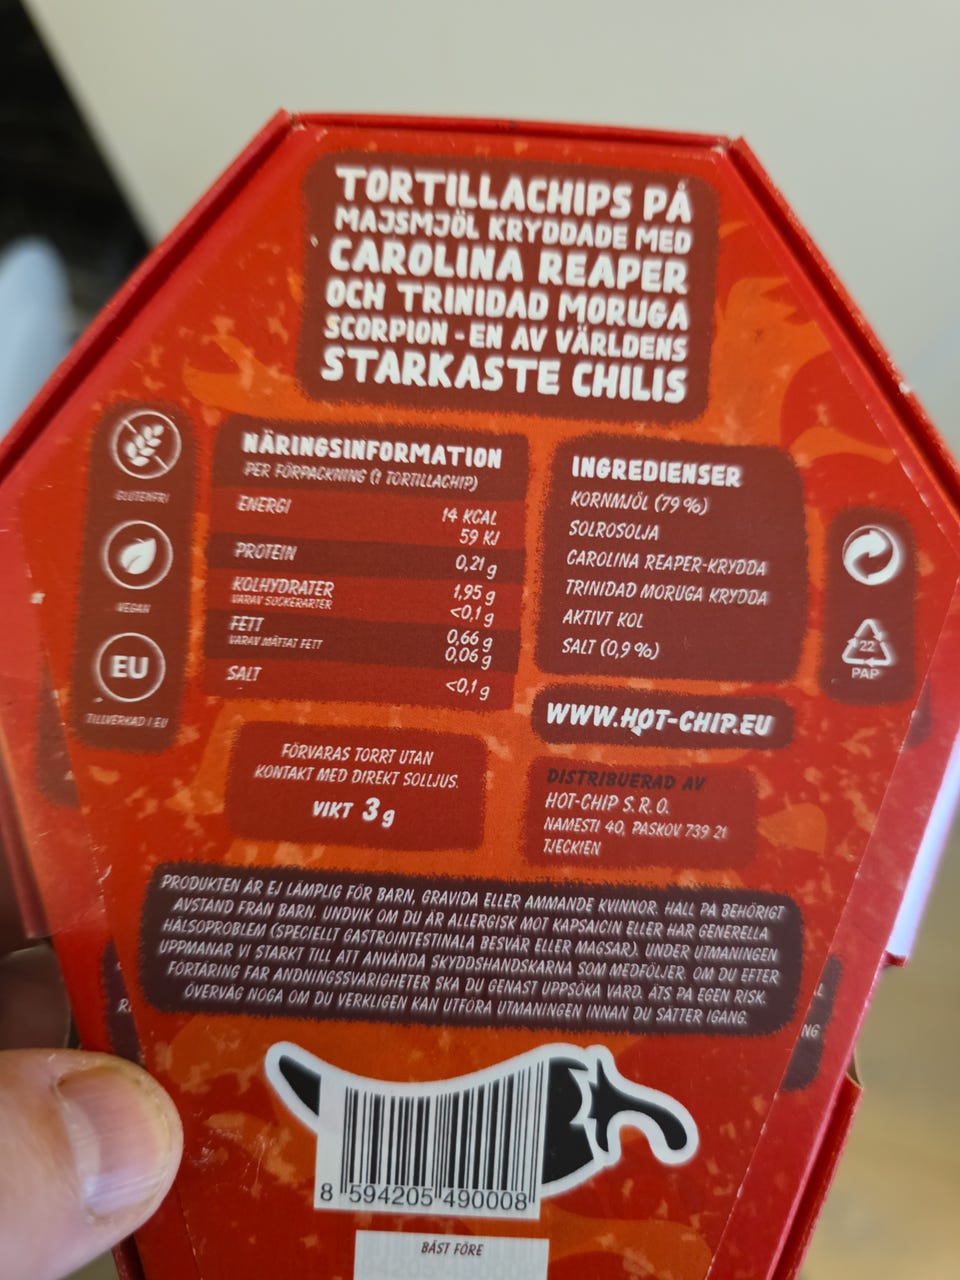 TORTILLACHIPS PÅ
MAJSMJÖL KRYDDADE MED
CAROLINA REAPER
OCH TRINIDAD MORUGA
SCORPION - EN AV VÄRLDENS
STARKASTE CHILIS
GLUTENFRI
VEGAN
EU
TILLVERKAD I EU
NÄRINGSINFORMATION
PER FÖRPACKNING (1 TORTILLACHIP)
ENERGI 14 KCAL
59 KJ
PROTEIN 0,21 g
KOLHYDRATER 1,95 g
VARAV SOCKERARTER <0,1 g
FETT 0,66 g
VARAV MÄTTAT FETT 0,06 g
SALT <0,1 g
INGREDIENSER
KORNMJÖL (79 %)
SOLROSOLJA
CAROLINA REAPER-KRYDDA
TRINIDAD MORUGA KRYDDA
AKTIVT KOL
SALT (0,9 %)
22
PAP
WWW.HOT-CHIP.EU
FÖRVARAS TORRT UTAN
KONTAKT MED DIREKT SOLLJUS.
VIKT 3 g
DISTRIBUERAD AV
HOT-CHIP S. R. O.
NAMESTI 40, PASKOV 739 21
TJECKIEN
PRODUKTEN ÄR EJ LÄMPLIG FÖR BARN, GRAVIDA ELLER AMMANDE KVINNOR. HÅLL PÅ BEHÖRIGT
AVSTÅND FRÅN BARN. UNDVIK OM DU ÄR ALLERGISK MOT KAPSAICIN ELLER HAR GENERELLA
HÄLSOPROBLEM (SPECIELLT GASTROINTESTINALA BESVÄR ELLER MAGSÅR). UNDER UTMANINGEN
UPPMANAR VI STARKT TILL ATT ANVÄNDA SKYDDSHANDSKARNA SOM MEDFÖLJER. OM DU EFTER
FÖRTÄRING FÅR ANDNINGSSVÅRIGHETER SKA DU GENAST UPPSÖKA VÅRD. ÄTS PÅ EGEN RISK.
ÖVERVÄG NOGA OM DU VERKLIGEN KAN UTFÖRA UTMANINGEN INNAN DU SÄTTER IGÅNG.
8 594205 490008
BÄST FÖRE